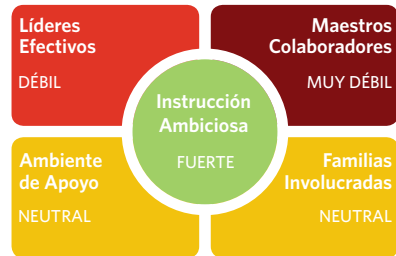 Líderes
Efectivos
DÉBIL
Maestros
Colaboradores
MUY DÉBIL
Instrucción
Ambiciosa
FUERTE
Ambiente
de Apoyo
NEUTRAL
Familias
Involucradas
NEUTRAL